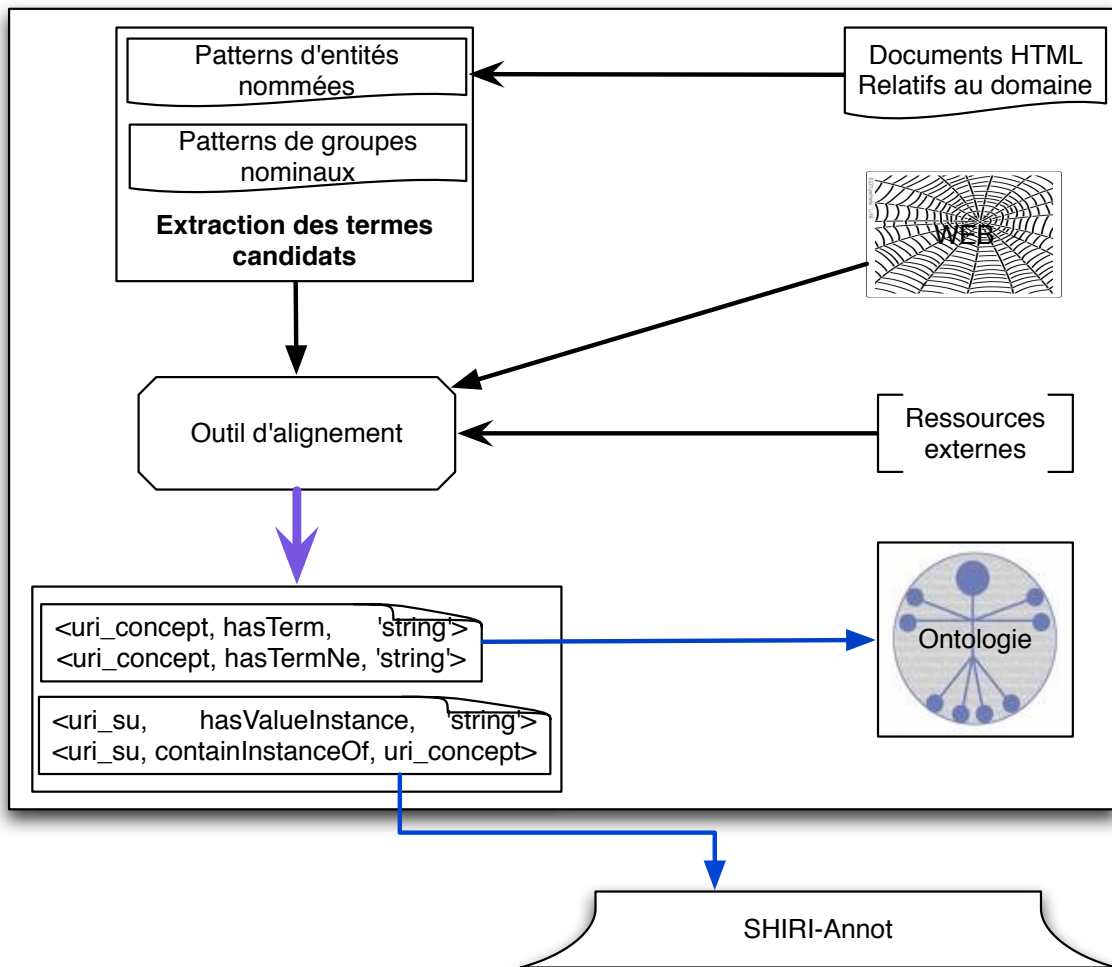 Patterns d'entités
nommées
Documents HTML
Relatifs au domaine
Patterns de groupes
nominaux
Extraction des termes
candidats
WEB
Outil d'alignement
Ressources
externes
<uri_concept, hasTerm, 'string'>
<uri_concept, hasTermNe, 'string'>
Ontologie
<uri_su, hasValueInstance, 'string'>
<uri_su, containInstanceOf, uri_concept>
SHIRI-Annot